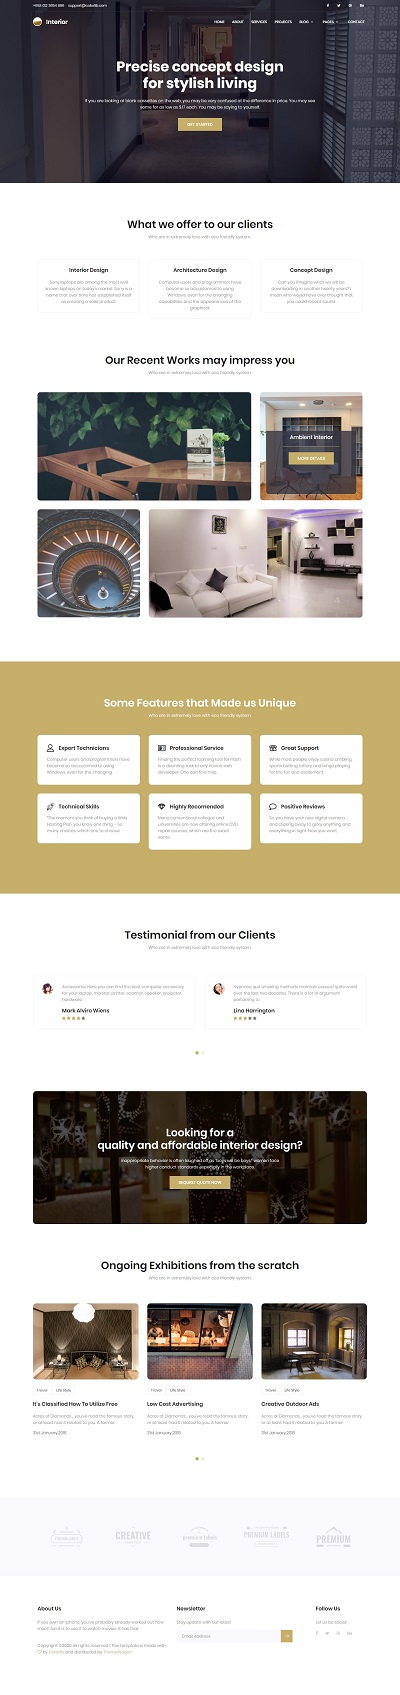 +953 012 3654 896 support@colorlib.com
Interior
HOME ABOUT SERVICES PROJECTS BLOG PAGES CONTACT
Precise concept design
for stylish living
If you are looking at blank cassettes on the web, you may be very confused at the difference in price. You may see
some for as low as $.17 each. You may be saying to yourself.
GET STARTED
What we offer to our clients
Who are in extremely love with eco friendly system.
Interior Design
Sony laptops are among the most well
known laptops on today's market. Sony is a
name that over time has established itself
as creating a solid product.
Architecture Design
Computer users and programmers have
become so accustomed to using
Windows, even for the changing
capabilities and the appearances of the
graphical.
Concept Design
Can you imagine what we will be
downloading in another twenty years? I
mean who would have ever thought that
you could record sound.
Our Recent Works may impress you
Who are in extremely love with eco friendly system.
Ambient Interior
MORE DETAILS
Some Features that Made us Unique
Who are in extremely love with eco friendly system.
Expert Technicians
Computer users and programmers have
become so accustomed to using
Windows, even for the changing.
Professional Service
Finding the perfect learning tool for Flash
is a daunting task to any novice web
developer. One can find help.
Great Support
While most people enjoy casino gambling,
sports betting, lottery and bingo playing
for the fun and excitement.
Technical Skills
"The moment you think of buying a Web
Hosting Plan, you know one thing – So
many choices, which one to choose.
Highly Recomended
Many conventional colleges and
universities are now offering online DVD
repair courses, which are the exact
same.
Positive Reviews
So you have your new digital camera
and clicking away to glory anything and
everything in sight. Now you want.
Testimonial from our Clients
Who are in extremely love with eco friendly system.
Accessories Here you can find the best computer accessory
for your laptop, monitor, printer, scanner, speaker, projector,
hardware.
Mark Alviro Wiens
Hypnosis quit smoking methods maintain caused quite world
over the last two decades. There is a lot of argument
pertaining to
Lina Harrington
Looking for a
quality and affordable interior design?
inappropriate behavior is often laughed off as "boys will be boys," women face
higher conduct standards especially in the workplace.
REQUEST QUOTE NOW
Ongoing Exhibitions from the scratch
Who are in extremely love with eco friendly system.
Travel Life Style
It's Classified How To Utilize Free
Acres of Diamonds… you've read the famous story,
or at least had it related to you. A farmer.
31st January,2018
Travel Life Style
Low Cost Advertising
Acres of Diamonds… you've read the famous story,
or at least had it related to you. A farmer.
31st January,2018
Travel Life Style
Creative Outdoor Ads
Acres of Diamonds… you've read the famous story,
or at least had it related to you. A farmer.
31st January,2018
PREMIUM LABELS
CREATIVE
premium labels
PREMIUM LABELS
PREMIUM
About Us
If you own an Iphone, you've probably already worked out how
much fun it is to use it to watch movies-it has that
Copyright ©2020 All rights reserved | This template is made with
by Colorlib and distributed by ThemeWagon
Newsletter
Stay update with our latest
Email Address
Follow Us
Let us be social